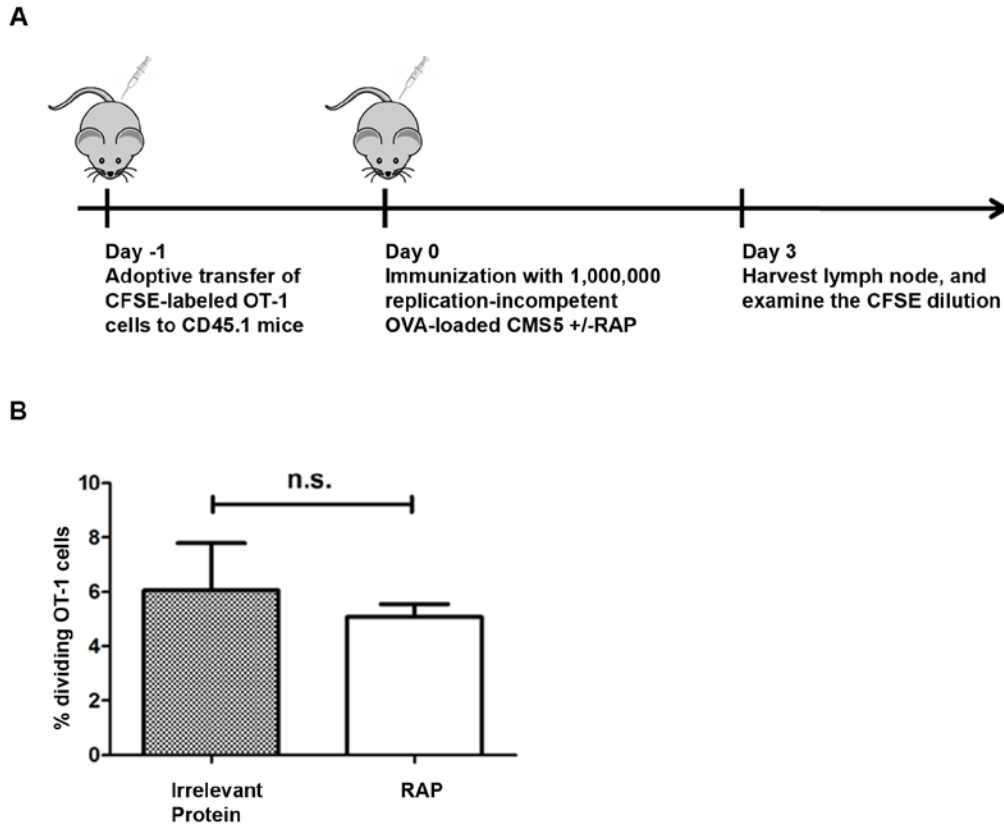 A
Day -1
Adoptive transfer of
CFSE-labeled OT-1
cells to CD45.1 mice
Day 0
Immunization with 1,000,000
replication-incompetent
OVA-loaded CMS5 +/-RAP
Day 3
Harvest lymph node, and
examine the CFSE dilution
B
n.s.
10
8
6
4
2
0
% dividing OT-1 cells
Irrelevant
Protein
RAP